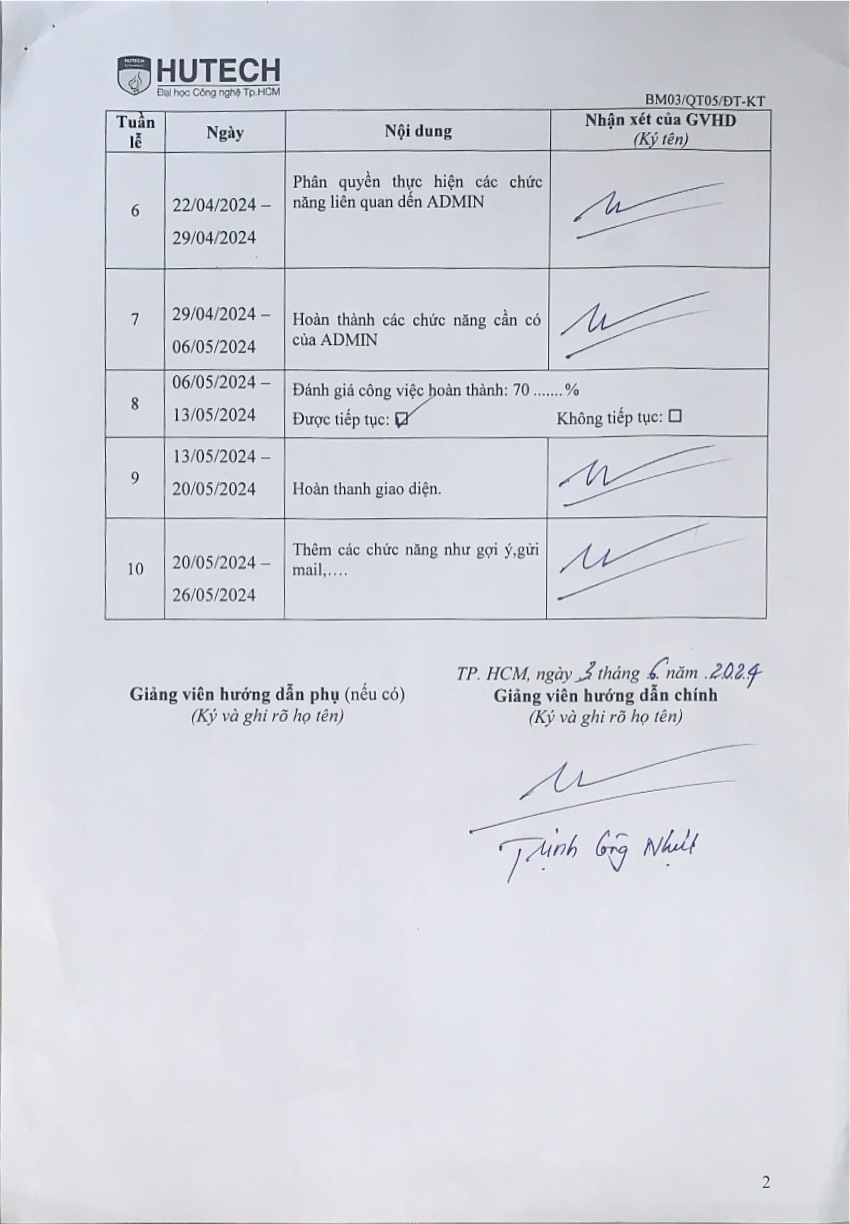 HUTECH
HUTECH
Đại học Công nghệ Tp.HCM
BM03/QT05/ĐT-KT
Tuần
lễ
Ngày
Nội dung
Nhận xét của GVHD
(Ký tên)
6
22/04/2024 –
29/04/2024
Phân quyền thực hiện các chức
năng liên quan dến ADMIN
7
29/04/2024 –
06/05/2024
Hoàn thành các chức năng cần có
của ADMIN
8
06/05/2024 –
13/05/2024
Đánh giá công việc hoàn thành: 70 .......%
Được tiếp tục: ☑ Không tiếp tục: ☐
9
13/05/2024 –
20/05/2024
Hoàn thanh giao diện.
10
20/05/2024 –
26/05/2024
Thêm các chức năng như gợi ý,gửi
mail,….
TP. HCM, ngày 3 tháng 6 năm 2024
Giảng viên hướng dẫn phụ (nếu có)
(Ký và ghi rõ họ tên)
Giảng viên hướng dẫn chính
(Ký và ghi rõ họ tên)
Trịnh Công Nhật
2